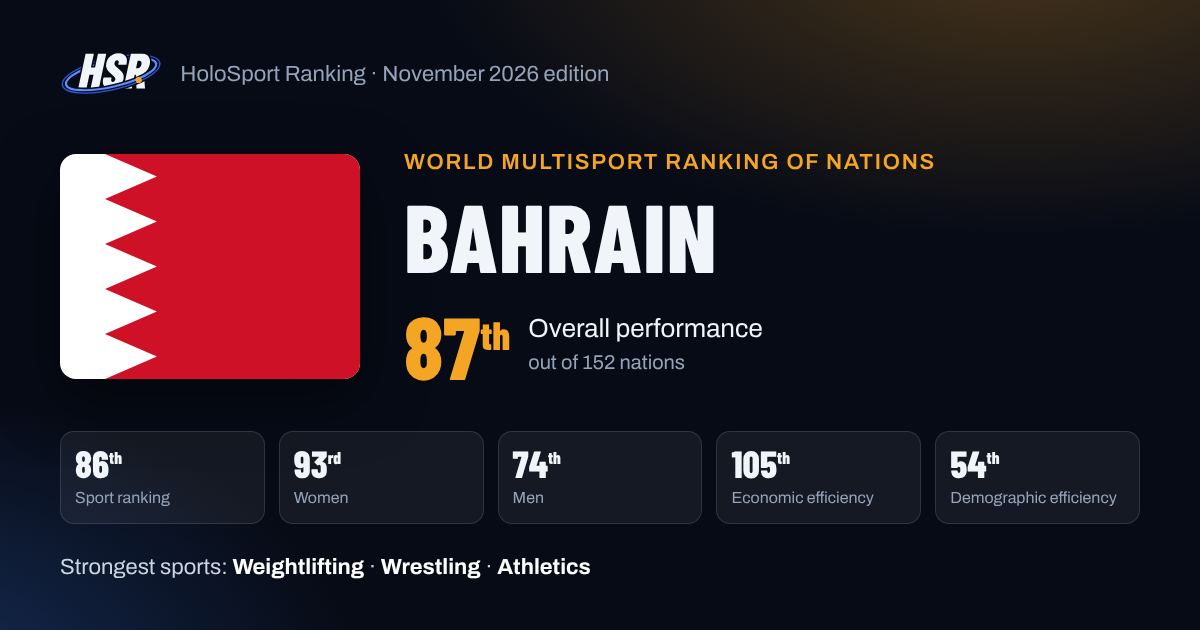 HSR
HoloSport Ranking · November 2026 edition
WORLD MULTISPORT RANKING OF NATIONS
BAHRAIN
87th
Overall performance
out of 152 nations
86th
Sport ranking
93rd
Women
74th
Men
105th
Economic efficiency
54th
Demographic efficiency
Strongest sports: Weightlifting · Wrestling · Athletics